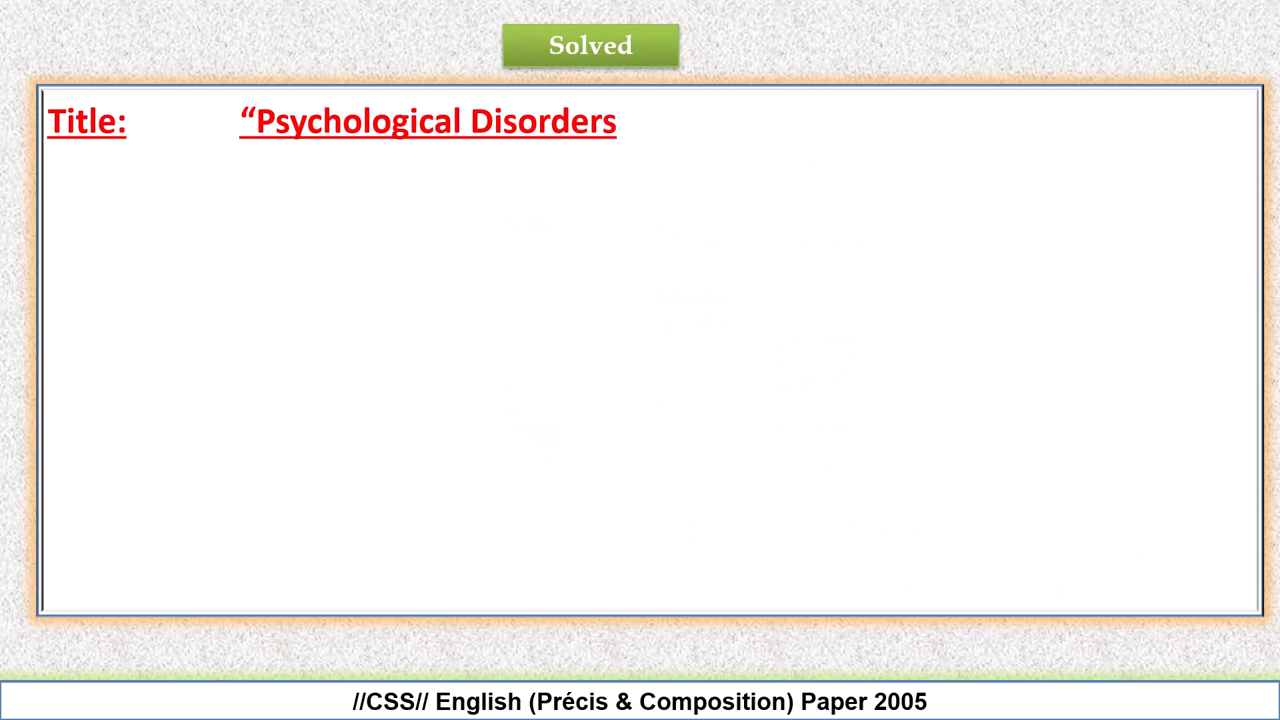 Solved
Title: “Psychological Disorders
//CSS// English (Précis & Composition) Paper 2005